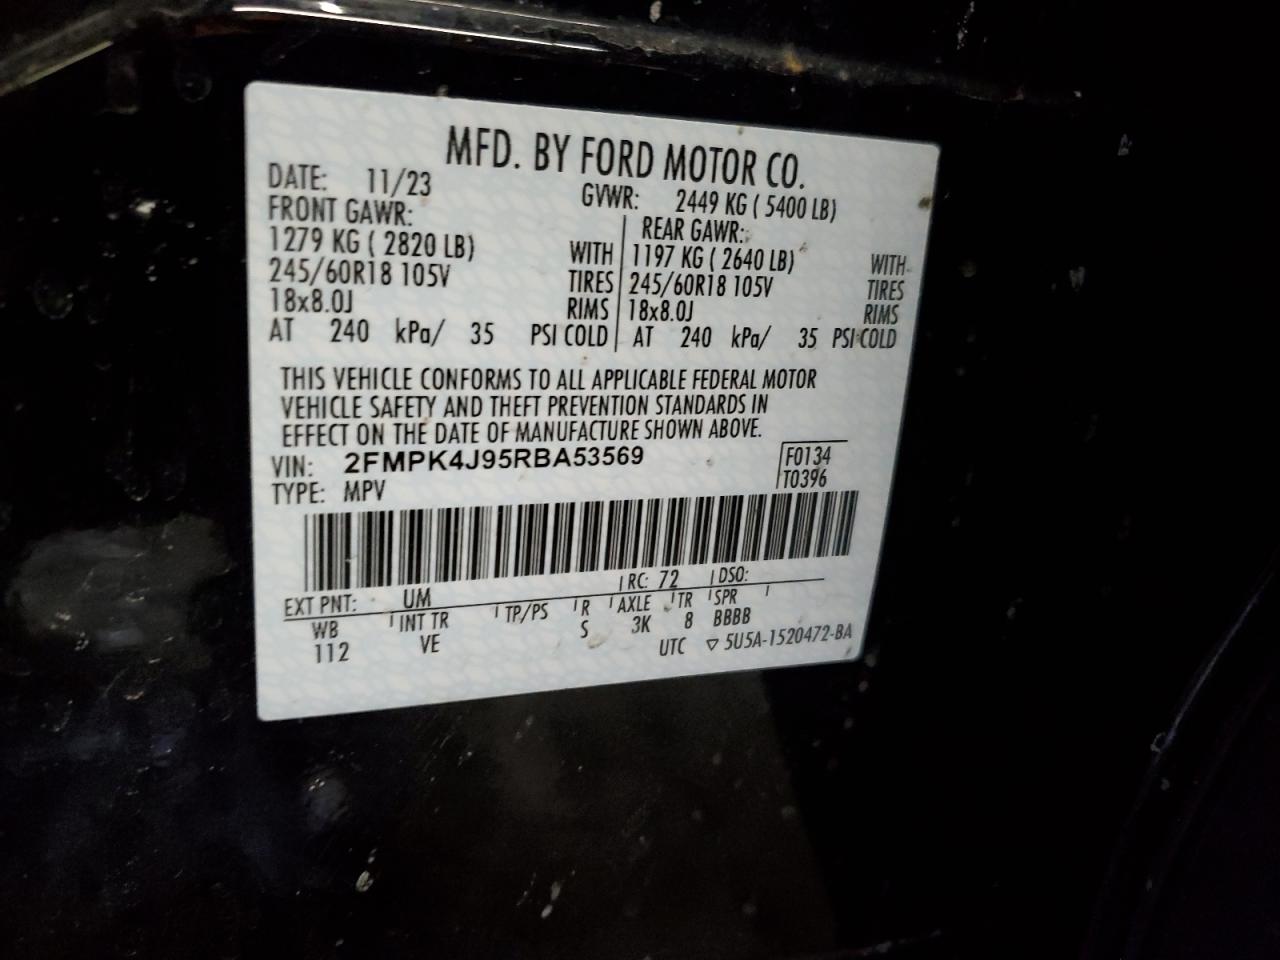 MFD. BY FORD MOTOR CO.
DATE: 11/23 GVWR: 2449 KG ( 5400 LB)
FRONT GAWR: REAR GAWR:
1279 KG ( 2820 LB) WITH 1197 KG ( 2640 LB) WITH
245/60R18 105V TIRES 245/60R18 105V TIRES
18x8.0J RIMS 18x8.0J RIMS
AT 240 kPa/ 35 PSI COLD AT 240 kPa/ 35 PSI COLD
THIS VEHICLE CONFORMS TO ALL APPLICABLE FEDERAL MOTOR
VEHICLE SAFETY AND THEFT PREVENTION STANDARDS IN
EFFECT ON THE DATE OF MANUFACTURE SHOWN ABOVE.
VIN: 2FMPK4J95RBA53569 F0134
TYPE: MPV T0396
EXT PNT: UM RC: 72 DSO:
WB INT TR TP/PS R AXLE TR SPR
112 VE S 3K 8 BBBB
UTC ▽ 5U5A-1520472-BA